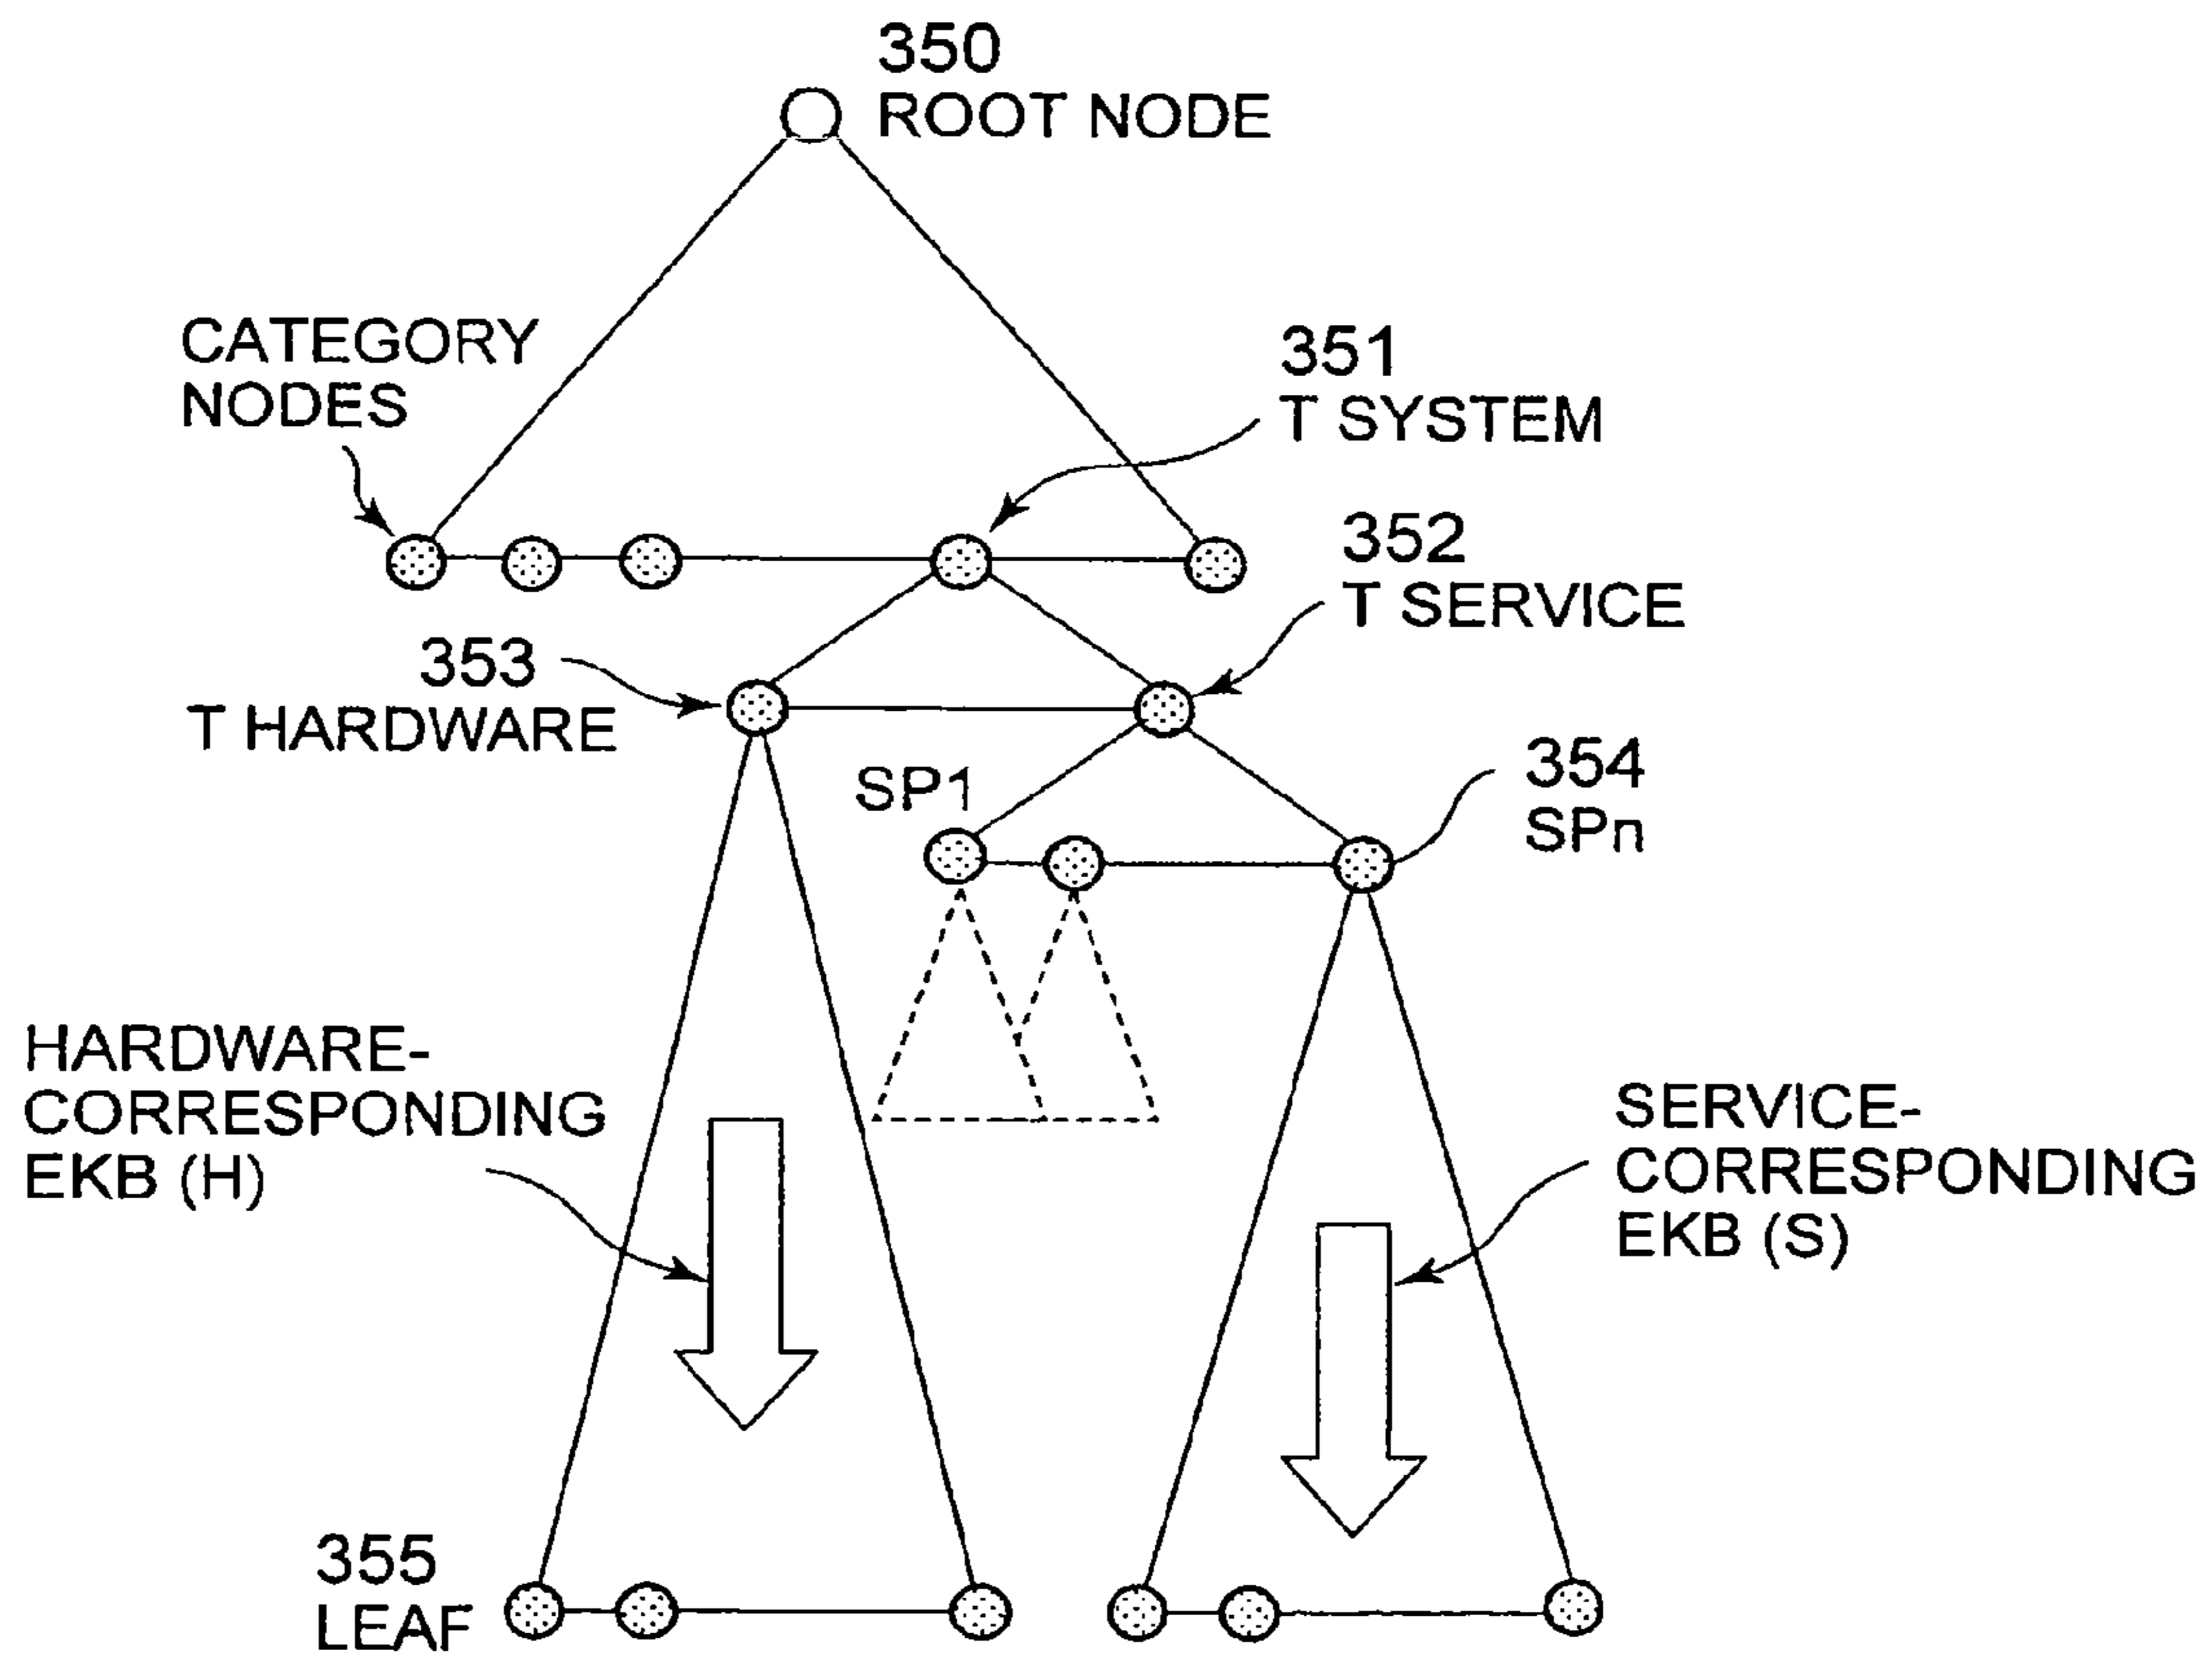 350
ROOT NODE
CATEGORY
NODES
351
T SYSTEM
352
T SERVICE
353
T HARDWARE
SP1
354
SPn
HARDWARE-
CORRESPONDING
EKB (H)
SERVICE-
CORRESPONDING
EKB (S)
355
LEAF